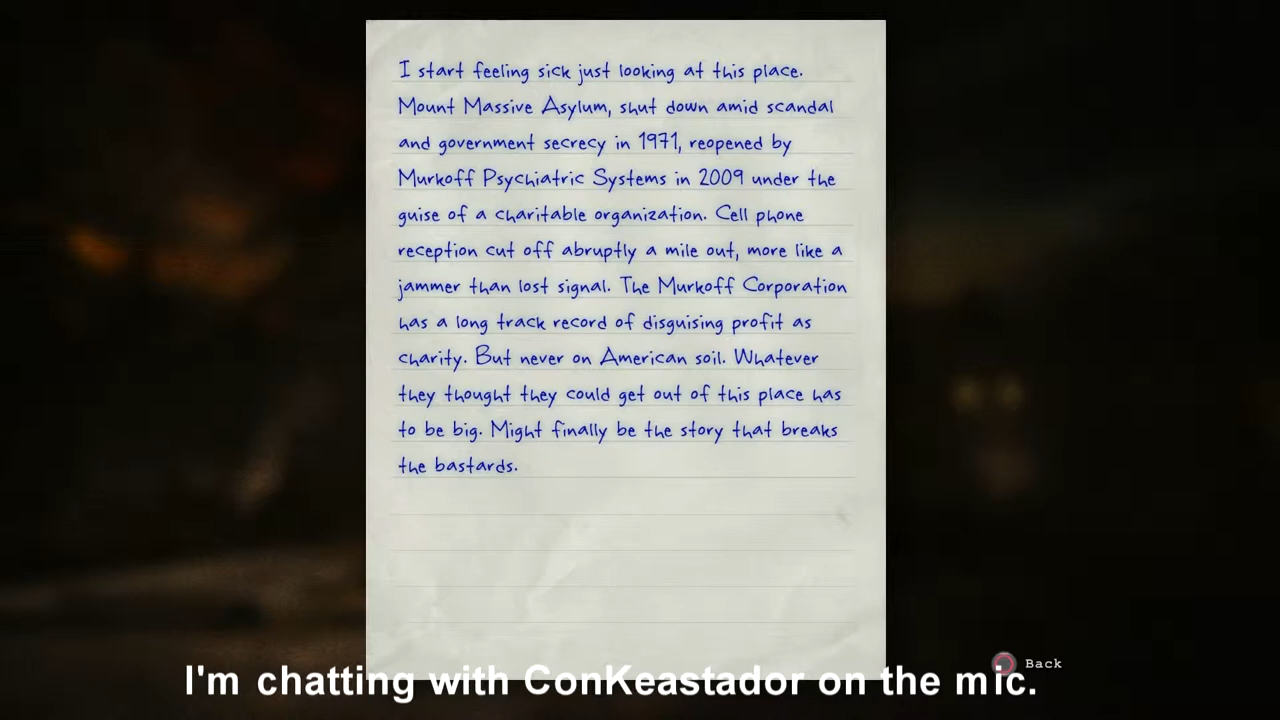 I start feeling sick just looking at this place.
Mount Massive Asylum, shut down amid scandal
and government secrecy in 1971, reopened by
Murkoff Psychiatric Systems in 2009 under the
guise of a charitable organization. Cell phone
reception cut off abruptly a mile out, more like a
jammer than lost signal. The Murkoff Corporation
has a long track record of disguising profit as
charity. But never on American soil. Whatever
they thought they could get out of this place has
to be big. Might finally be the story that breaks
the bastards.
Back
I'm chatting with ConKeastador on the mic.